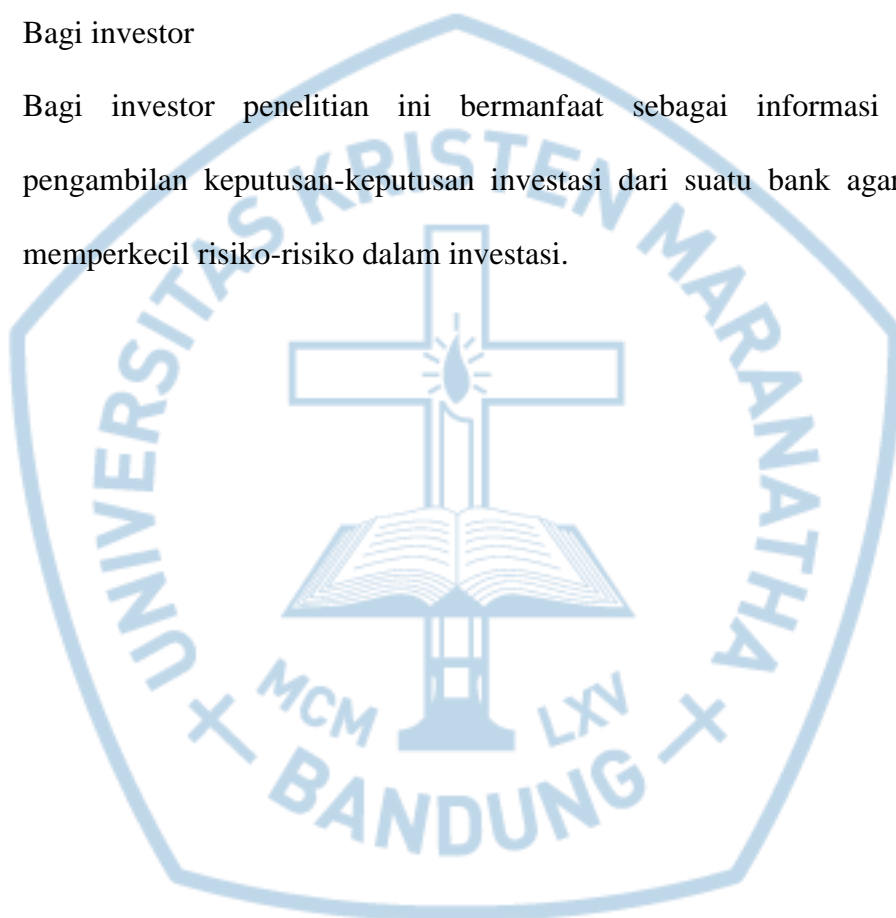 Bagi investor
Bagi investor penelitian ini bermanfaat sebagai informasi
pengambilan keputusan-keputusan investasi dari suatu bank agar
memperkecil risiko-risiko dalam investasi.
UNIVERSITAS KRISTEN MARANATHA
MCM LXV
BANDUNG